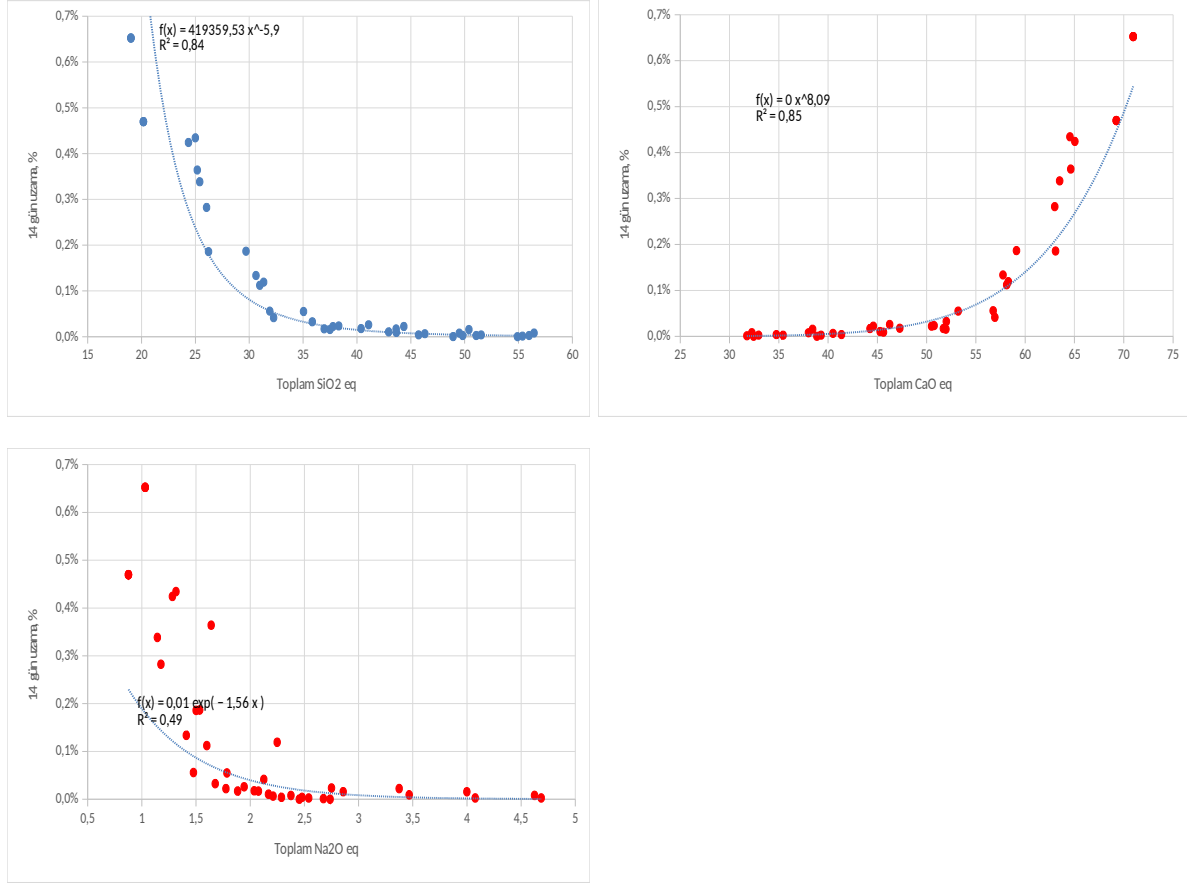 0,7%
f(x) = 419359,53 x^-5,9
R² = 0,84
0,6%
0,5%
0,4%
0,3%
0,2%
0,1%
0,0%
15 20 25 30 35 40 45 50 55 60
14 gün uzama, %
Toplam SiO2 eq
0,7%
0,6%
f(x) = 0 x^8,09
R² = 0,85
0,5%
0,4%
0,3%
0,2%
0,1%
0,0%
25 30 35 40 45 50 55 60 65 70 75
14 gün uzama, %
Toplam CaO eq
0,7%
0,6%
0,5%
0,4%
0,3%
0,2%
f(x) = 0,01 exp( − 1,56 x )
R² = 0,49
0,1%
0,0%
0,5 1 1,5 2 2,5 3 3,5 4 4,5 5
14 gün uzama, %
Toplam Na2O eq